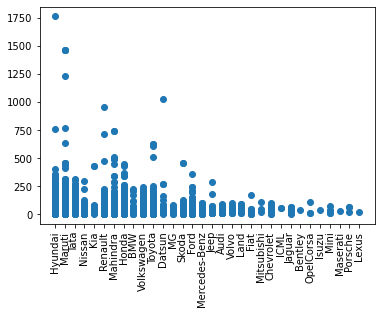 1750
1500
1250
1000
750
500
250
0
Hyundai
Maruti
Tata
Nissan
Kia
Renault
Mahindra
Honda
BMW
Volkswagen
Toyota
Datsun
MG
Skoda
Ford
Mercedes-Benz
Jeep
Audi
Volvo
Land
Fiat
Mitsubishi
Chevrolet
ICML
Jaguar
Bentley
OpelCorsa
Isuzu
Mini
Maserati
Porsche
Lexus